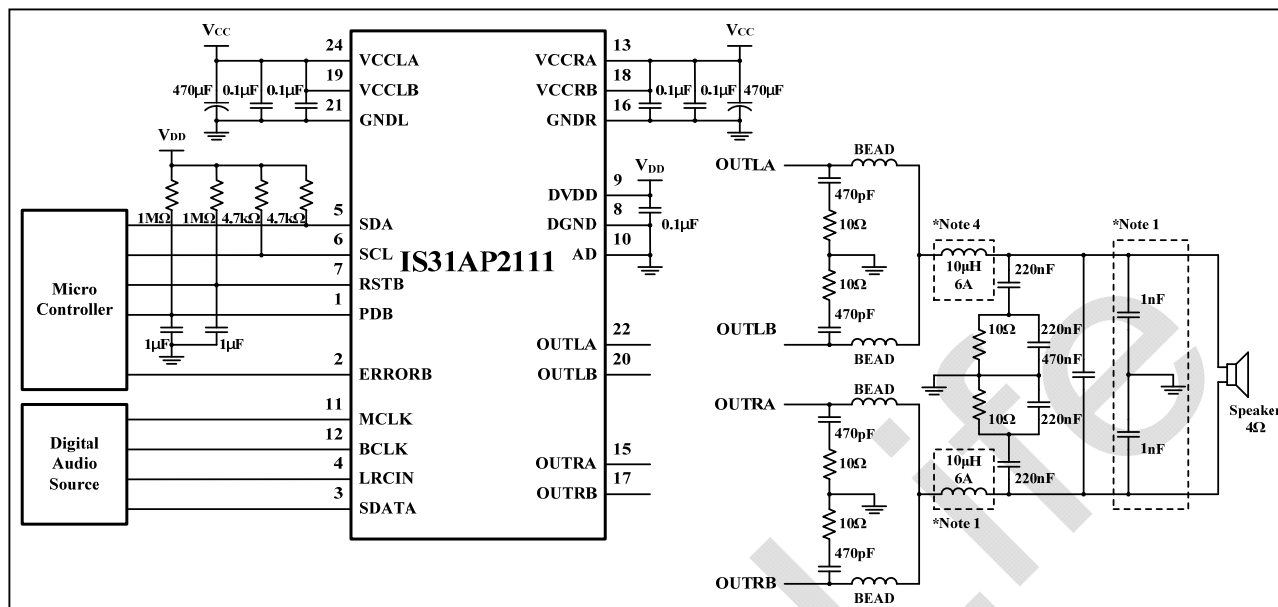 VCC
24
VCCLA
19
VCCLB
470µF 0.1µF 0.1µF
21
GNDL
VDD
1MΩ 1MΩ 4.7kΩ 4.7kΩ
5
SDA
6
SCL
7
RSTB
1
PDB
1µF 1µF
2
ERRORB
11
MCLK
12
BCLK
4
LRCIN
3
SDATA
Micro
Controller
Digital
Audio
Source
IS31AP2111
VCC
13
VCCRA
18
VCCRB
0.1µF 0.1µF 470µF
16
GNDR
VDD
9
DVDD
8
DGND
0.1µF
10
AD
22
OUTLA
20
OUTLB
15
OUTRA
17
OUTRB
BEAD
OUTLA
470pF
10Ω
10Ω
470pF
OUTLB
BEAD
BEAD
OUTRA
470pF
10Ω
10Ω
470pF
OUTRB
BEAD
*Note 4
10µH
6A
220nF
10Ω
220nF
470nF
10Ω
220nF
220nF
10µH
6A
*Note 1
*Note 1
1nF
1nF
Speaker
4Ω
Life